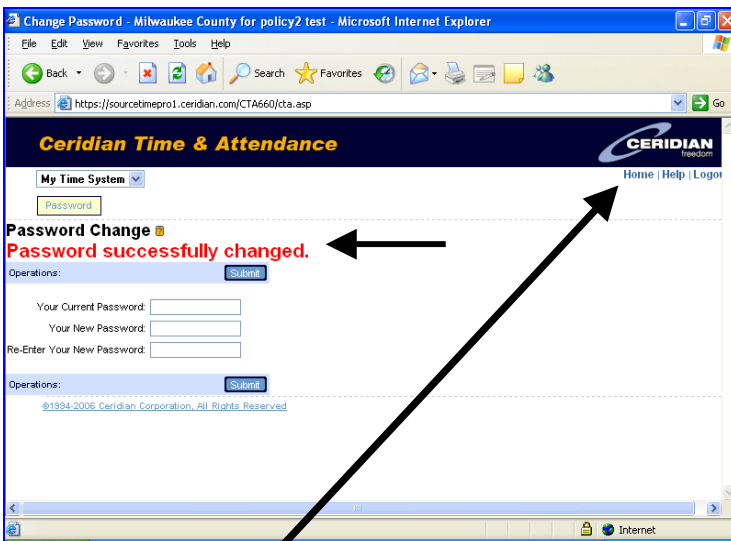 Change Password - Milwaukee County for policy2 test - Microsoft Internet Explorer
File Edit View Favorites Tools Help
Back Search Favorites
Address https://sourcetimepro1.ceridian.com/CTA660/cta.asp Go
Ceridian Time & Attendance
CERIDIAN
freedom
My Time System
Home | Help | Logou
Password
Password Change
Password successfully changed.
Operations: Submit
Your Current Password:
Your New Password:
Re-Enter Your New Password:
Operations: Submit
©1994-2006 Ceridian Corporation, All Rights Reserved
Internet